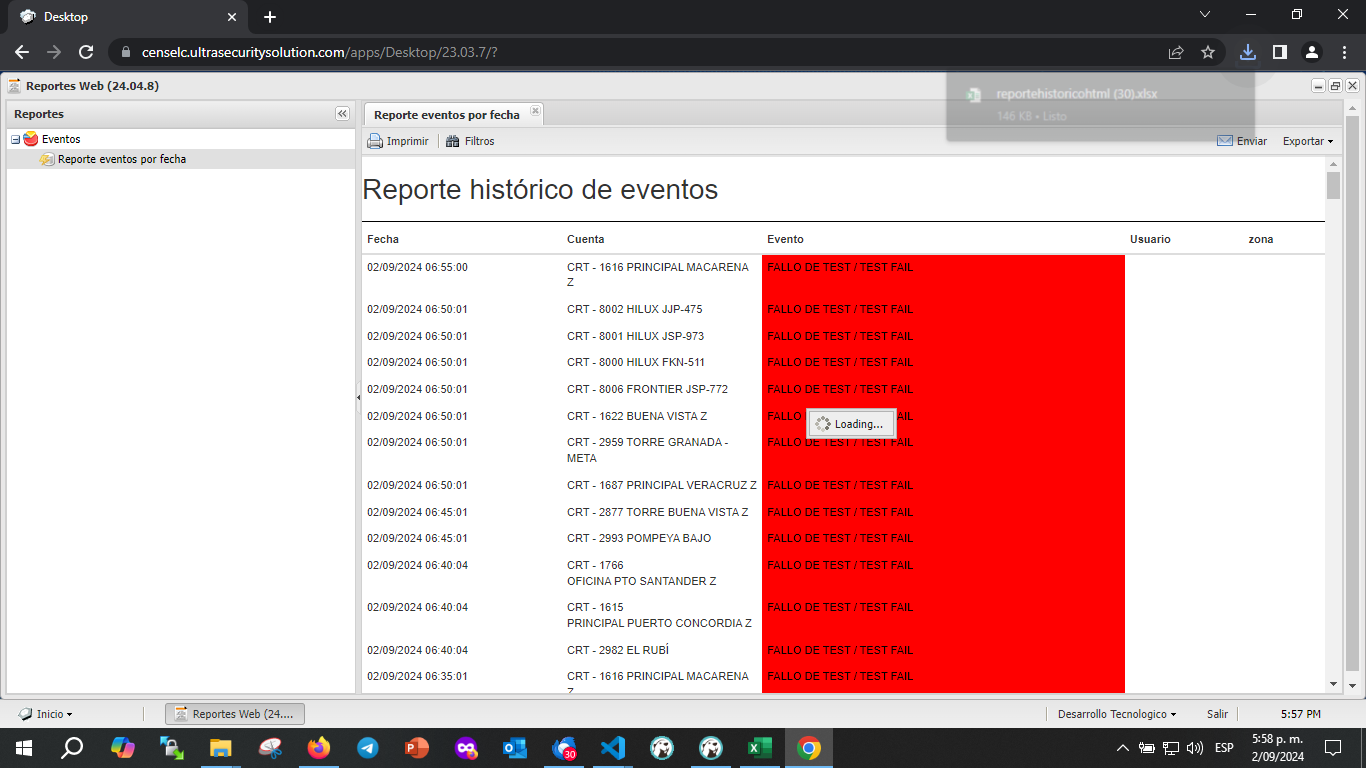 Desktop
censelc.ultrasecuritysolution.com/apps/Desktop/23.03.7/?
Reportes Web (24.04.8)
reportehistoricohtml (30).xlsx
146 KB • Listo
Reportes
Reporte eventos por fecha
Eventos
Reporte eventos por fecha
Imprimir
Filtros
Enviar
Exportar
Reporte histórico de eventos
Fecha Cuenta Evento Usuario zona
02/09/2024 06:55:00 CRT - 1616 PRINCIPAL MACARENA FALLO DE TEST / TEST FAIL
Z
02/09/2024 06:50:01 CRT - 8002 HILUX JJP-475 FALLO DE TEST / TEST FAIL
02/09/2024 06:50:01 CRT - 8001 HILUX JSP-973 FALLO DE TEST / TEST FAIL
02/09/2024 06:50:01 CRT - 8000 HILUX FKN-511 FALLO DE TEST / TEST FAIL
02/09/2024 06:50:01 CRT - 8006 FRONTIER JSP-772 FALLO DE TEST / TEST FAIL
02/09/2024 06:50:01 CRT - 1622 BUENA VISTA Z FALLO FAIL
Loading...
02/09/2024 06:50:01 CRT - 2959 TORRE GRANADA - FALLO DE TEST / TEST FAIL
META
02/09/2024 06:50:01 CRT - 1687 PRINCIPAL VERACRUZ Z FALLO DE TEST / TEST FAIL
02/09/2024 06:45:01 CRT - 2877 TORRE BUENA VISTA Z FALLO DE TEST / TEST FAIL
02/09/2024 06:45:01 CRT - 2993 POMPEYA BAJO FALLO DE TEST / TEST FAIL
02/09/2024 06:40:04 CRT - 1766 FALLO DE TEST / TEST FAIL
OFICINA PTO SANTANDER Z
02/09/2024 06:40:04 CRT - 1615 FALLO DE TEST / TEST FAIL
PRINCIPAL PUERTO CONCORDIA Z
02/09/2024 06:40:04 CRT - 2982 EL RUBÍ FALLO DE TEST / TEST FAIL
02/09/2024 06:35:01 CRT - 1616 PRINCIPAL MACARENA FALLO DE TEST / TEST FAIL
Z
Inicio
Reportes Web (24....
Desarrollo Tecnologico
Salir
5:57 PM
30
ESP
5:58 p. m.
2/09/2024